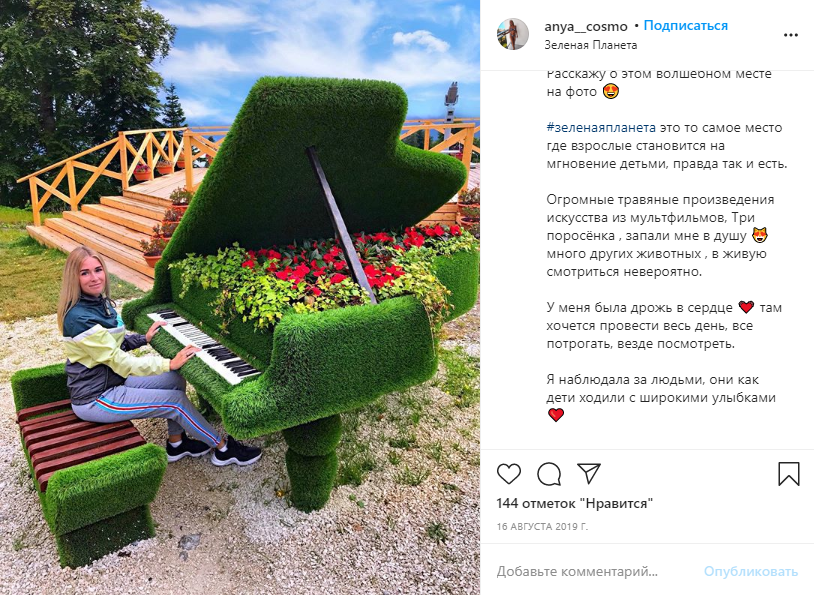 anya__cosmo • Подписаться
Зеленая Планета
Расскажу о этом волшебном месте
на фото 😍
#зеленаяпланета это то самое место
где взрослые становится на
мгновение детьми, правда так и есть.
Огромные травяные произведения
искусства из мультфильмов, Три
поросёнка , запали мне в душу 😻
много других животных , в живую
смотриться невероятно.
У меня была дрожь в сердце ❤️ там
хочется провести весь день, все
потрогать, везде посмотреть.
Я наблюдала за людьми, они как
дети ходили с широкими улыбками
❤️
144 отметок "Нравится"
16 АВГУСТА 2019 Г.
Добавьте комментарий...
Опубликовать